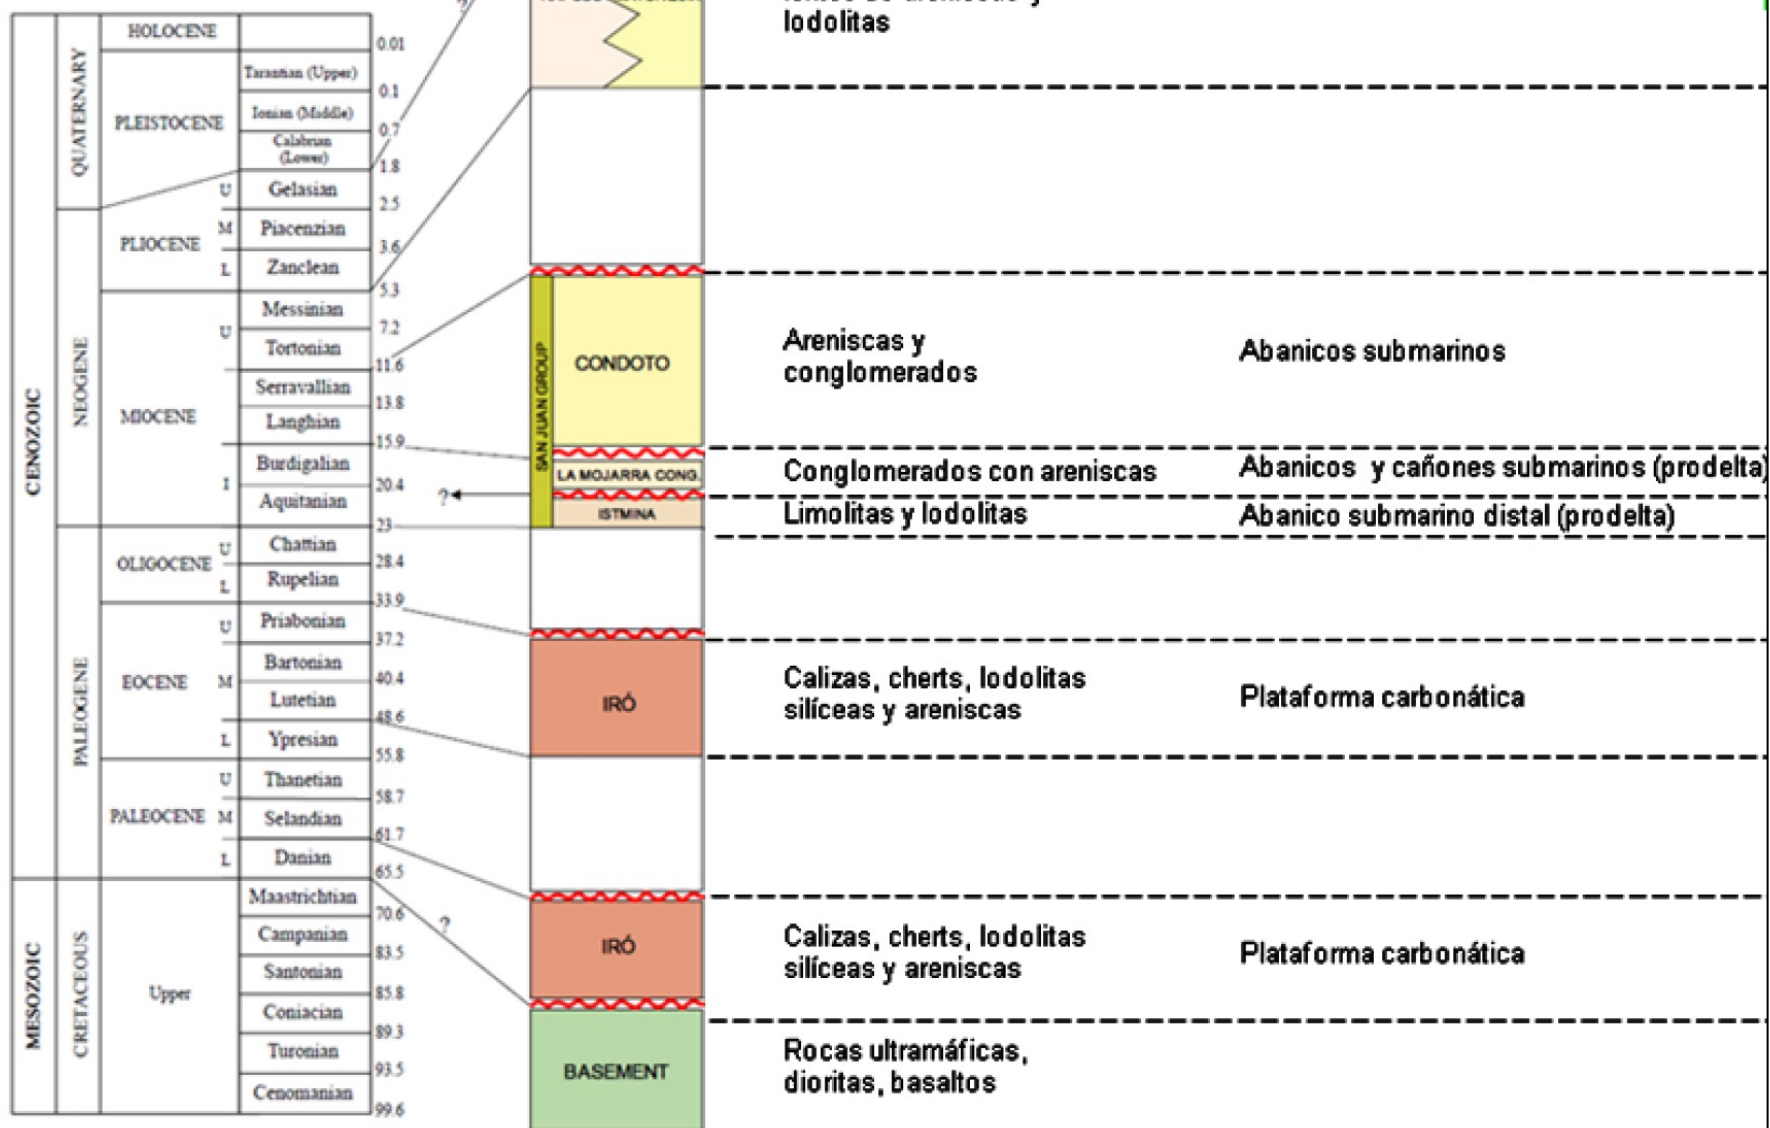 lodolitas
CENOZOIC
MESOZOIC
QUATERNARY
NEOGENE
PALEOGENE
CRETACEOUS
HOLOCENE
PLEISTOCENE
PLIOCENE
U
M
L
MIOCENE
U
I
OLIGOCENE
U
L
EOCENE
U
M
L
PALEOCENE
U
M
L
Upper
Tarantian (Upper)
Ionian (Middle)
Calabrian
(Lower)
Gelasian
Piacenzian
Zanclean
Messinian
Tortonian
Serravallian
Langhian
Burdigalian
Aquitanian
Chattian
Rupelian
Priabonian
Bartonian
Lutetian
Ypresian
Thanetian
Selandian
Danian
Maastrichtian
Campanian
Santonian
Coniacian
Turonian
Cenomanian
0.01
0.1
0.7
1.8
2.5
3.6
5.3
7.2
11.6
13.8
15.9
20.4
23
28.4
33.9
37.2
40.4
48.6
55.8
58.7
61.7
65.5
70.6
83.5
85.8
89.3
93.5
99.6
?
?
?
SAN JUAN GROUP
CONDOTO
Areniscas y
conglomerados
Abanicos submarinos
LA MOJARRA CONG.
Conglomerados con areniscas
Abanicos y cañones submarinos (prodelta)
ISTMINA
Limolitas y lodolitas
Abanico submarino distal (prodelta)
IRÓ
Calizas, cherts, lodolitas
silíceas y areniscas
Plataforma carbonática
IRÓ
Calizas, cherts, lodolitas
silíceas y areniscas
Plataforma carbonática
BASEMENT
Rocas ultramáficas,
dioritas, basaltos